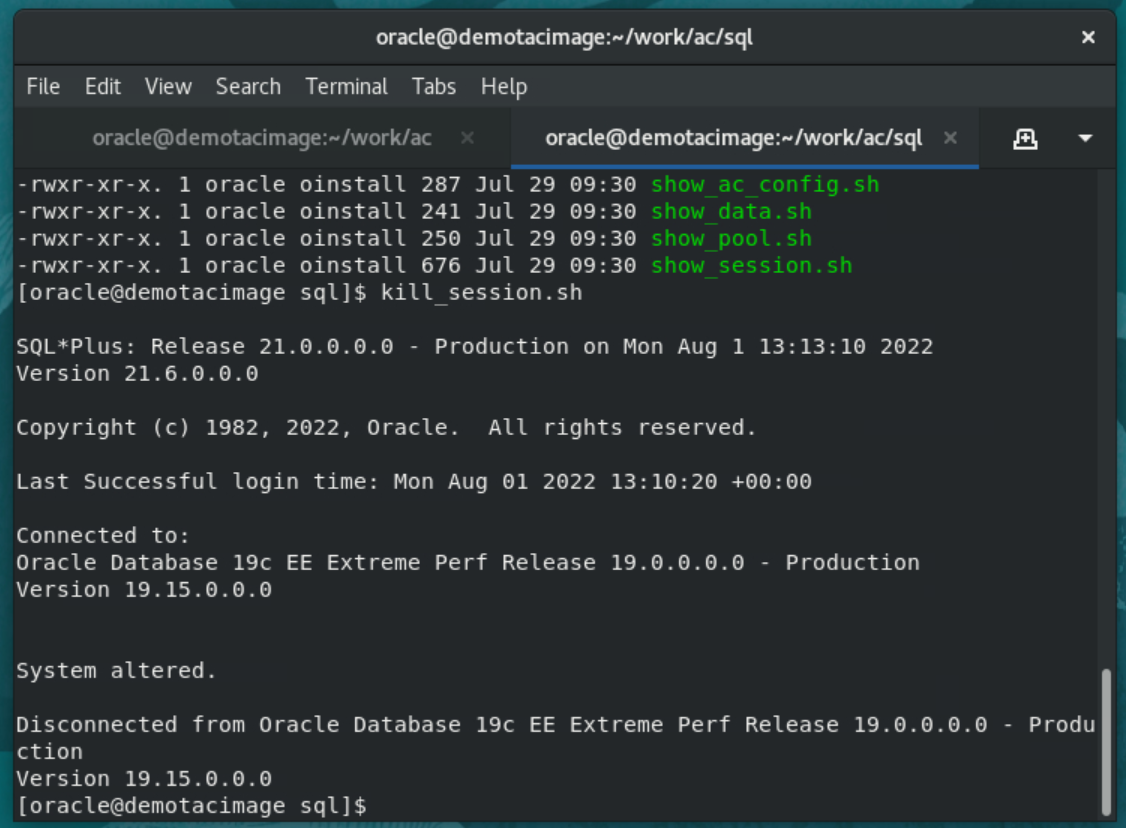 oracle@demotacimage:~/work/ac/sql ×
File Edit View Search Terminal Tabs Help
oracle@demotacimage:~/work/ac × oracle@demotacimage:~/work/ac/sql ×
-rwxr-xr-x. 1 oracle oinstall 287 Jul 29 09:30 show_ac_config.sh
-rwxr-xr-x. 1 oracle oinstall 241 Jul 29 09:30 show_data.sh
-rwxr-xr-x. 1 oracle oinstall 250 Jul 29 09:30 show_pool.sh
-rwxr-xr-x. 1 oracle oinstall 676 Jul 29 09:30 show_session.sh
[oracle@demotacimage sql]$ kill_session.sh
SQL*Plus: Release 21.0.0.0.0 - Production on Mon Aug 1 13:13:10 2022
Version 21.6.0.0.0
Copyright (c) 1982, 2022, Oracle.  All rights reserved.
Last Successful login time: Mon Aug 01 2022 13:10:20 +00:00
Connected to:
Oracle Database 19c EE Extreme Perf Release 19.0.0.0.0 - Production
Version 19.15.0.0.0
System altered.
Disconnected from Oracle Database 19c EE Extreme Perf Release 19.0.0.0.0 - Produ
ction
Version 19.15.0.0.0
[oracle@demotacimage sql]$